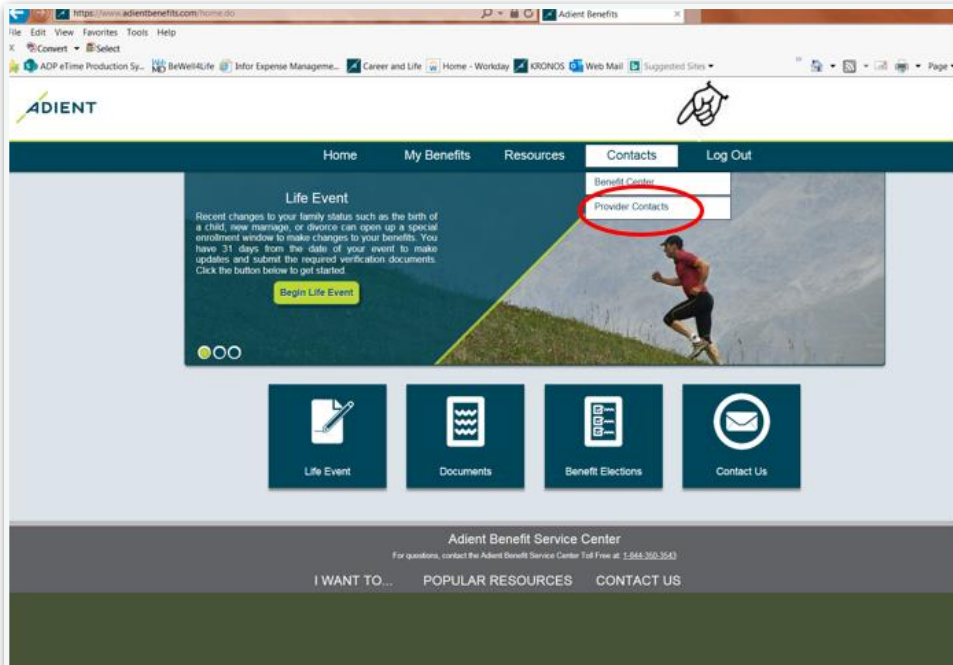 https://www.adientbenefits.com/home.do
Adient Benefits
File Edit View Favorites Tools Help
X Convert Select
ADP eTime Production Sy... BeWell4Life Infor Expense Manageme... Career and Life Home - Workday KRONOS Web Mail Suggested Sites Page
ADIENT
Home My Benefits Resources Contacts Log Out
Benefit Center
Provider Contacts
Life Event
Recent changes to your family status such as the birth of
a child, new marriage, or divorce can open up a special
enrollment window to make changes to your benefits. You
have 31 days from the date of your event to make
updates and submit the required verification documents.
Click the button below to get started.
Begin Life Event
Life Event Documents Benefit Elections Contact Us
Adient Benefit Service Center
For questions, contact the Adient Benefit Service Center Toll Free at: 1-844-350-3543
I WANT TO... POPULAR RESOURCES CONTACT US